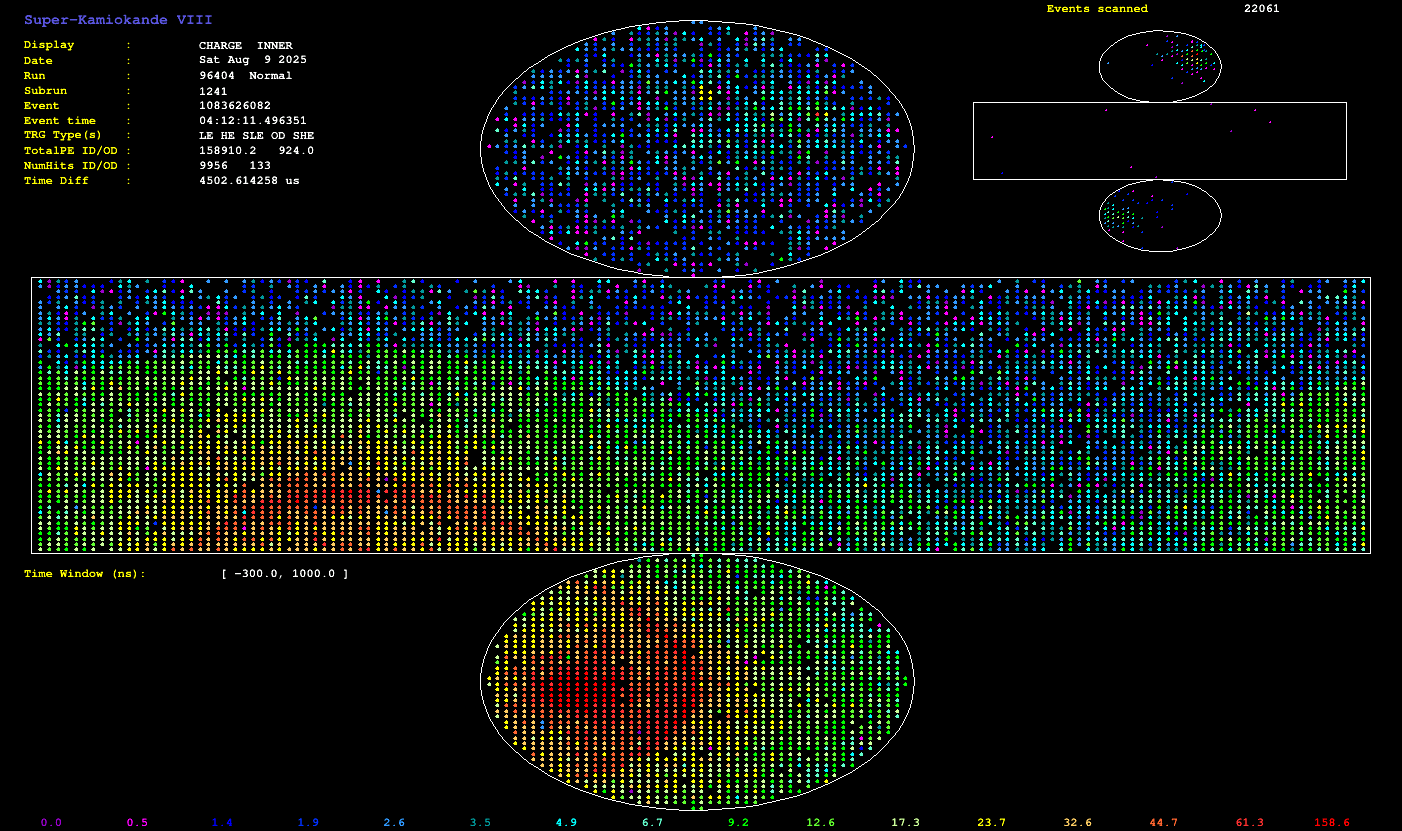 Super-Kamiokande VIII
Events scanned 22061
Display : CHARGE INNER
Date : Sat Aug 9 2025
Run : 96404 Normal
Subrun : 1241
Event : 1083626082
Event time : 04:12:11.496351
TRG Type(s) : LE HE SLE OD SHE
TotalPE ID/OD : 158910.2 924.0
NumHits ID/OD : 9956 133
Time Diff : 4502.614258 us
Time Window (ns): [ -300.0, 1000.0 ]
0.0 0.5 1.4 1.9 2.6 3.5 4.9 6.7 9.2 12.6 17.3 23.7 32.6 44.7 61.3 158.6